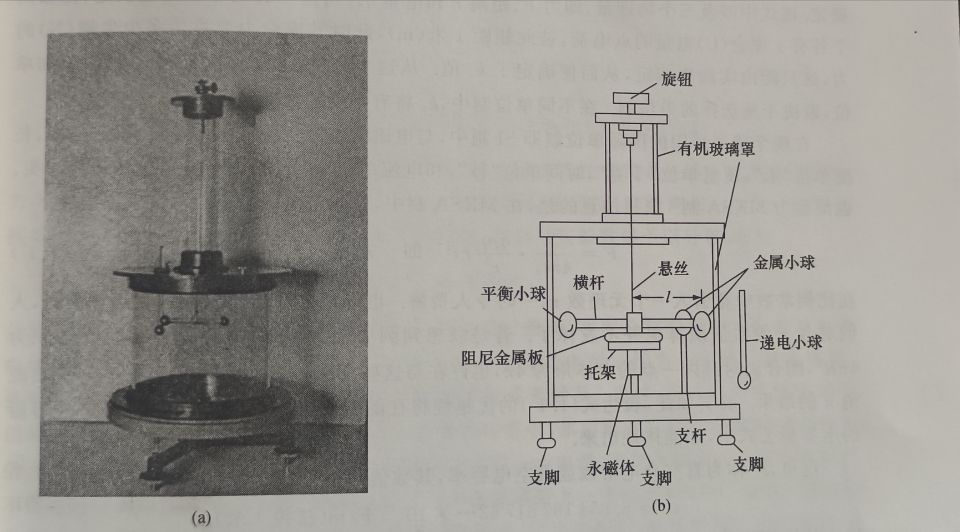 旋钮
有机玻璃罩
悬丝
金属小球
横杆
l
平衡小球
递电小球
阻尼金属板
托架
支杆
支脚
永磁体
支脚
支脚
(a)
(b)